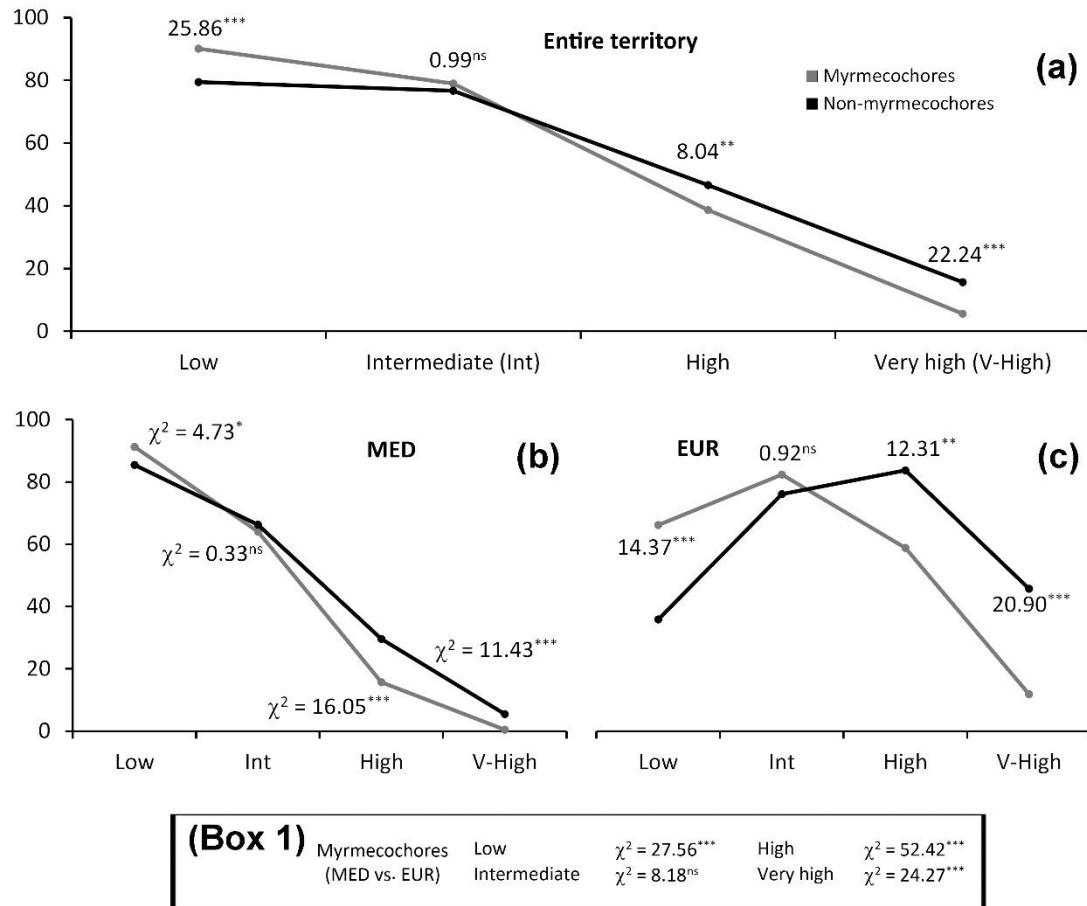 100
80
60
40
20
0
25.86***
0.99ns
8.04**
22.24***
Entire territory
(a)
Myrmecochores
Non-myrmecochores
Low Intermediate (Int) High Very high (V-High)
100
80
60
40
20
0
χ² = 4.73*
χ² = 0.33ns
χ² = 16.05***
χ² = 11.43***
MED
(b)
Low Int High V-High
EUR
(c)
14.37***
0.92ns
12.31**
20.90***
Low Int High V-High
(Box 1)
Myrmecochores
(MED vs. EUR)
Low χ² = 27.56*** High χ² = 52.42***
Intermediate χ² = 8.18ns Very high χ² = 24.27***